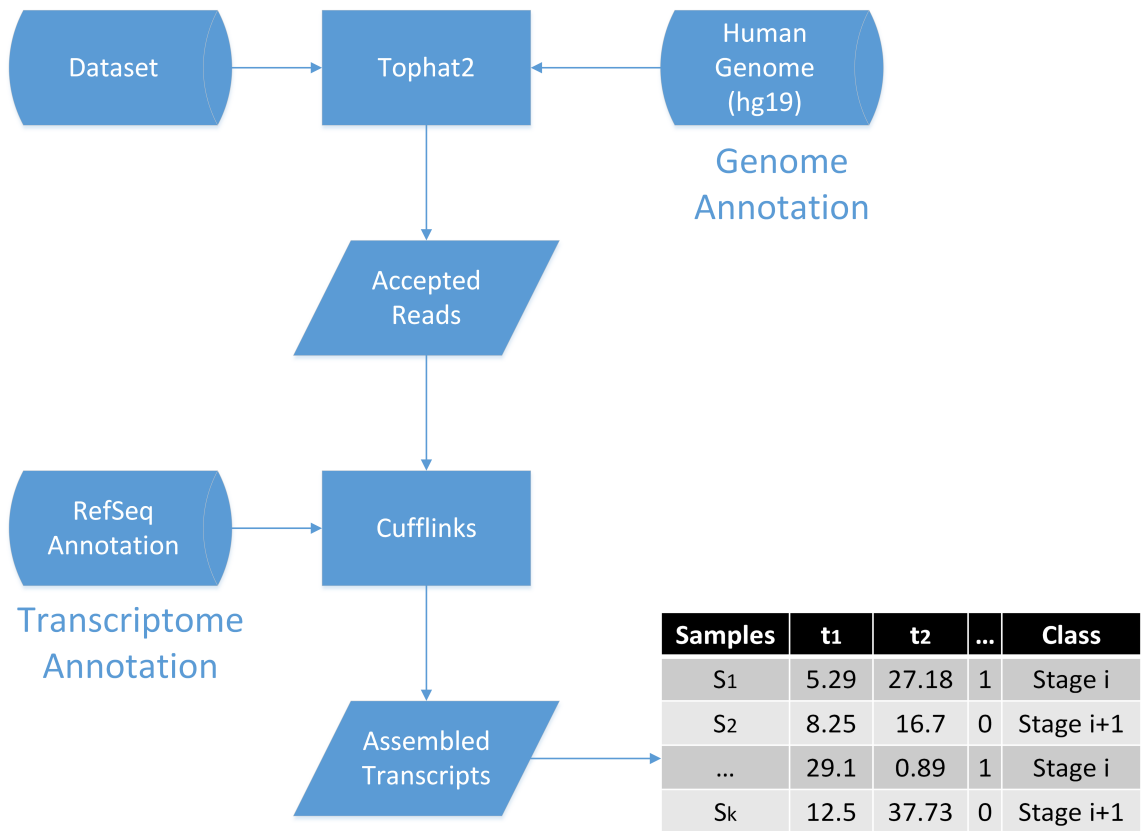 Dataset
Tophat2
Human
Genome
(hg19)
Genome
Annotation
Accepted
Reads
RefSeq
Annotation
Cufflinks
Transcriptome
Annotation
Assembled
Transcripts
Samples t1 t2 ... Class
S1 5.29 27.18 1 Stage i
S2 8.25 16.7 0 Stage i+1
... 29.1 0.89 1 Stage i
Sk 12.5 37.73 0 Stage i+1